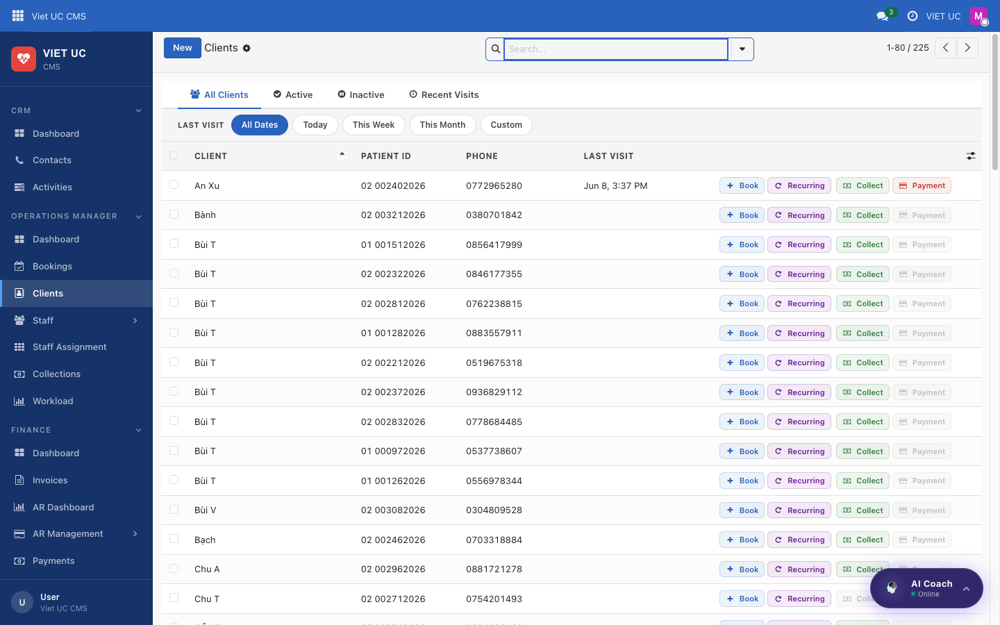 Viet UC CMS
3
VIET UC
M
VIET UC
CMS
CRM
Dashboard
Contacts
Activities
OPERATIONS MANAGER
Dashboard
Bookings
Clients
Staff
Staff Assignment
Collections
Workload
FINANCE
Dashboard
Invoices
AR Dashboard
AR Management
Payments
U
User
Viet UC CMS
New
Clients
Search...
1-80 / 225
All Clients
Active
Inactive
Recent Visits
LAST VISIT
All Dates
Today
This Week
This Month
Custom
CLIENT PATIENT ID PHONE LAST VISIT
An Xu 02 002402026 0772965280 Jun 8, 3:37 PM Book Recurring Collect Payment
Bành 02 003212026 0380701842 Book Recurring Collect Payment
Bùi T 01 001512026 0856417999 Book Recurring Collect Payment
Bùi T 02 002322026 0846177355 Book Recurring Collect Payment
Bùi T 02 002812026 0762238815 Book Recurring Collect Payment
Bùi T 01 001282026 0883557911 Book Recurring Collect Payment
Bùi T 02 002212026 0519675318 Book Recurring Collect Payment
Bùi T 02 002372026 0936829112 Book Recurring Collect Payment
Bùi T 02 002832026 0778684485 Book Recurring Collect Payment
Bùi T 01 000972026 0537738607 Book Recurring Collect Payment
Bùi T 01 001262026 0556978344 Book Recurring Collect Payment
Bùi V 02 003082026 0304809528 Book Recurring Collect Payment
Bạch 02 002462026 0703318884 Book Recurring Collect Payment
Chu A 02 002962026 0881721278 Book Recurring Collect
Chu T 02 002712026 0754201493 Book Recurring
AI Coach
Online